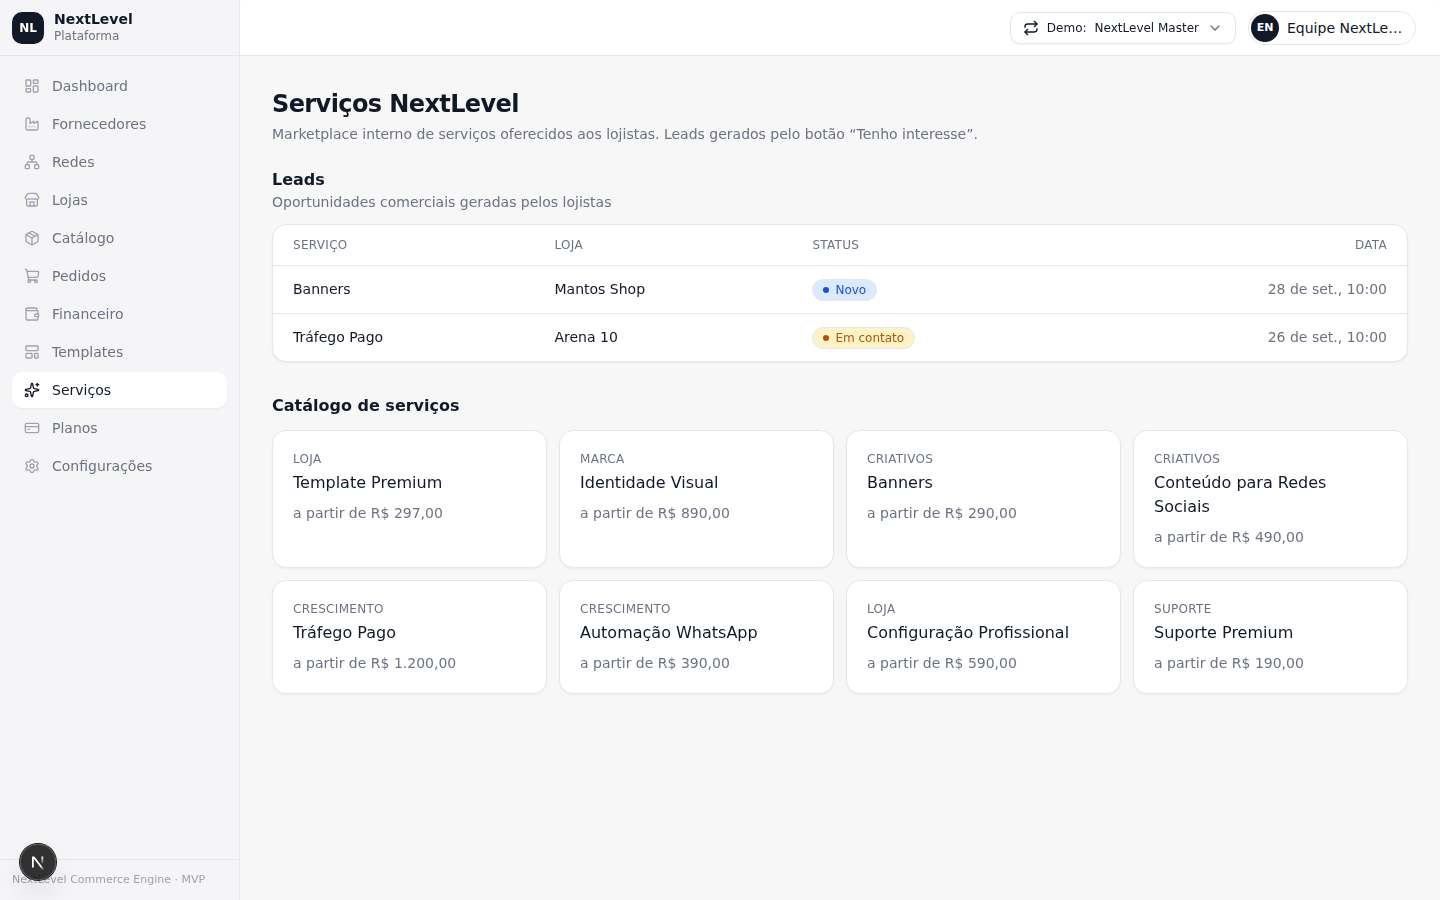 NL
NextLevel
Plataforma
Demo: NextLevel Master
EN
Equipe NextLe...
Dashboard
Fornecedores
Redes
Lojas
Catálogo
Pedidos
Financeiro
Templates
Serviços
Planos
Configurações
NextLevel Commerce Engine · MVP
Serviços NextLevel
Marketplace interno de serviços oferecidos aos lojistas. Leads gerados pelo botão “Tenho interesse”.
Leads
Oportunidades comerciais geradas pelos lojistas
SERVIÇO LOJA STATUS DATA
Banners Mantos Shop Novo 28 de set., 10:00
Tráfego Pago Arena 10 Em contato 26 de set., 10:00
Catálogo de serviços
LOJA
Template Premium
a partir de R$ 297,00
MARCA
Identidade Visual
a partir de R$ 890,00
CRIATIVOS
Banners
a partir de R$ 290,00
CRIATIVOS
Conteúdo para Redes
Sociais
a partir de R$ 490,00
CRESCIMENTO
Tráfego Pago
a partir de R$ 1.200,00
CRESCIMENTO
Automação WhatsApp
a partir de R$ 390,00
LOJA
Configuração Profissional
a partir de R$ 590,00
SUPORTE
Suporte Premium
a partir de R$ 190,00